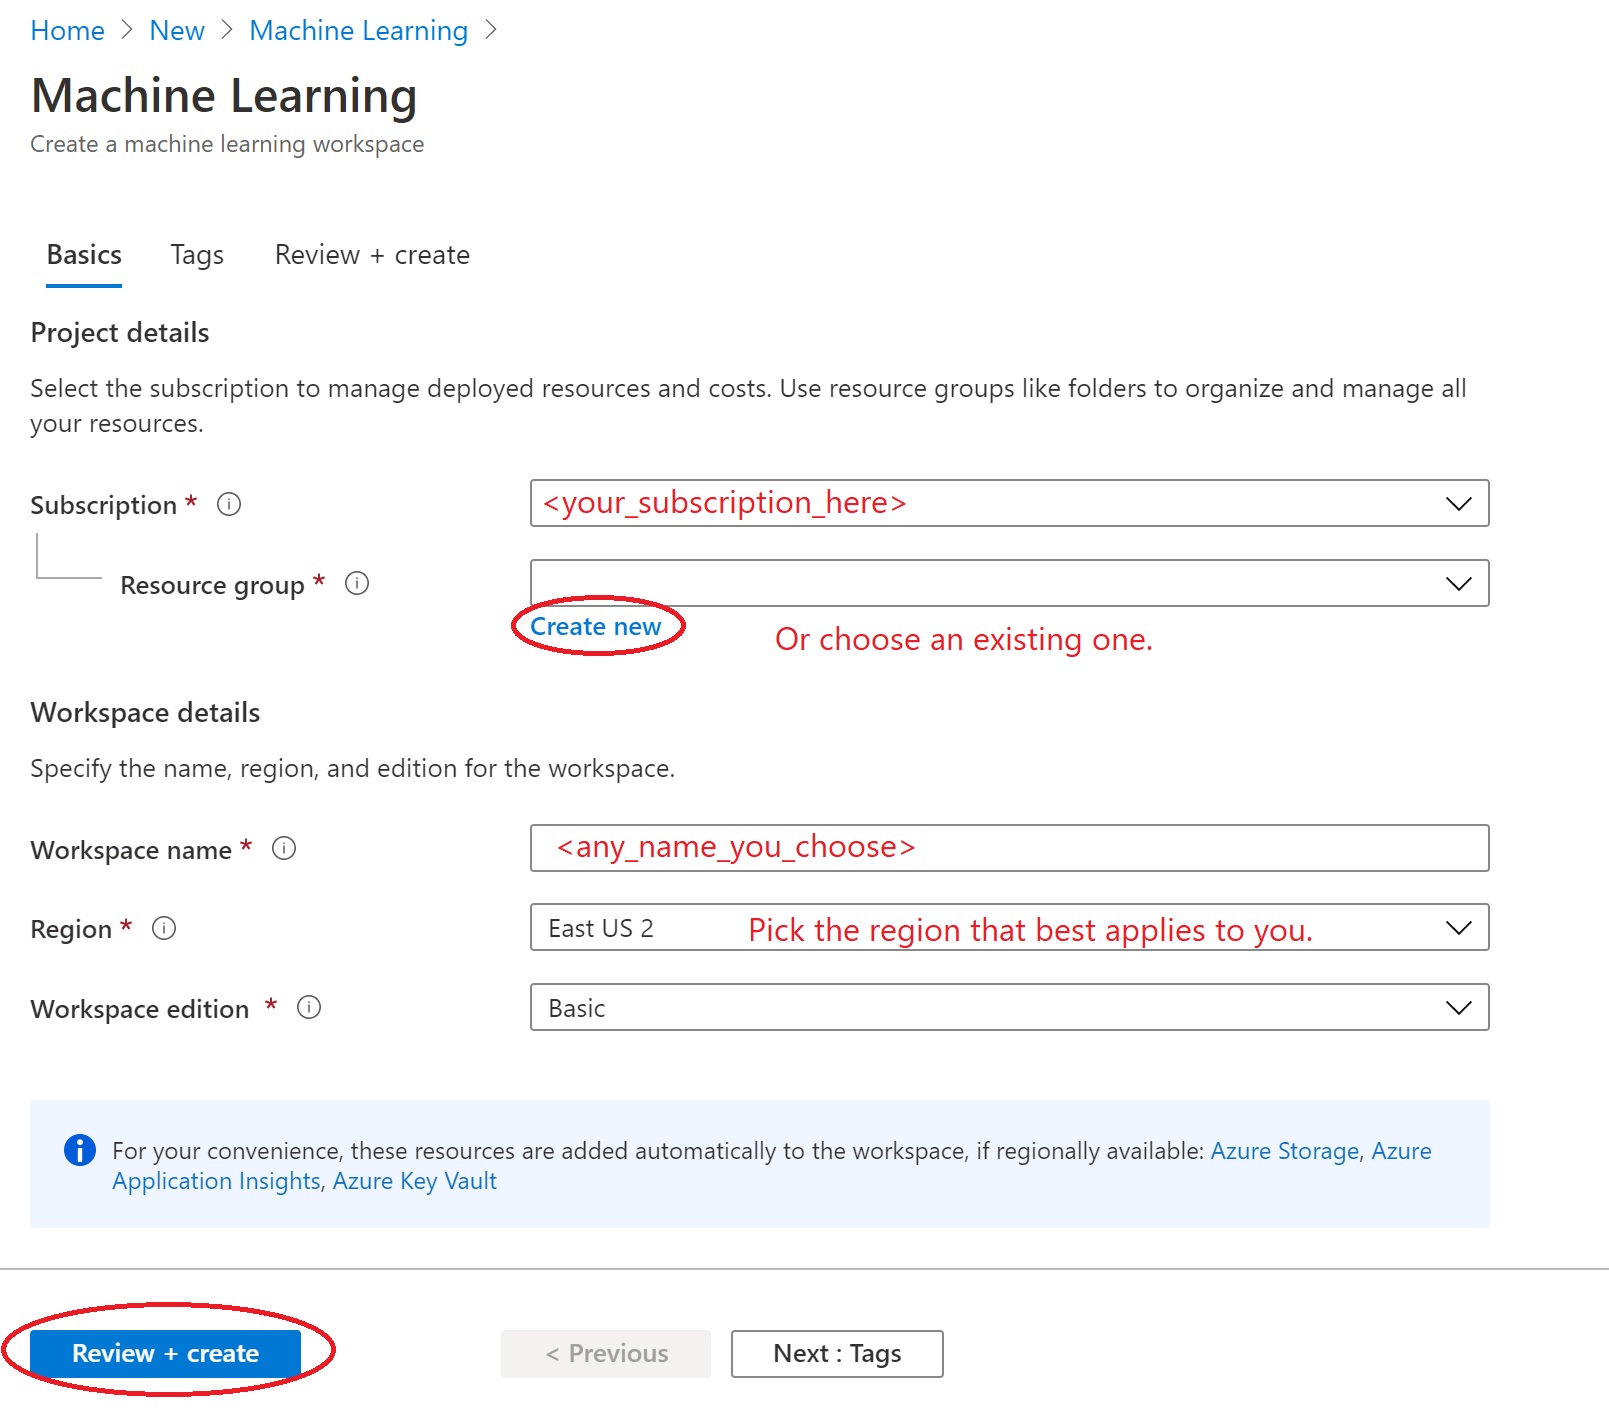 Home > New > Machine Learning >
Machine Learning
Create a machine learning workspace
Basics Tags Review + create
Project details
Select the subscription to manage deployed resources and costs. Use resource groups like folders to organize and manage all
your resources.
Subscription * <your_subscription_here>
Resource group *
Create new Or choose an existing one.
Workspace details
Specify the name, region, and edition for the workspace.
Workspace name * <any_name_you_choose>
Region * East US 2 Pick the region that best applies to you.
Workspace edition * Basic
For your convenience, these resources are added automatically to the workspace, if regionally available: Azure Storage, Azure
Application Insights, Azure Key Vault
Review + create < Previous Next : Tags